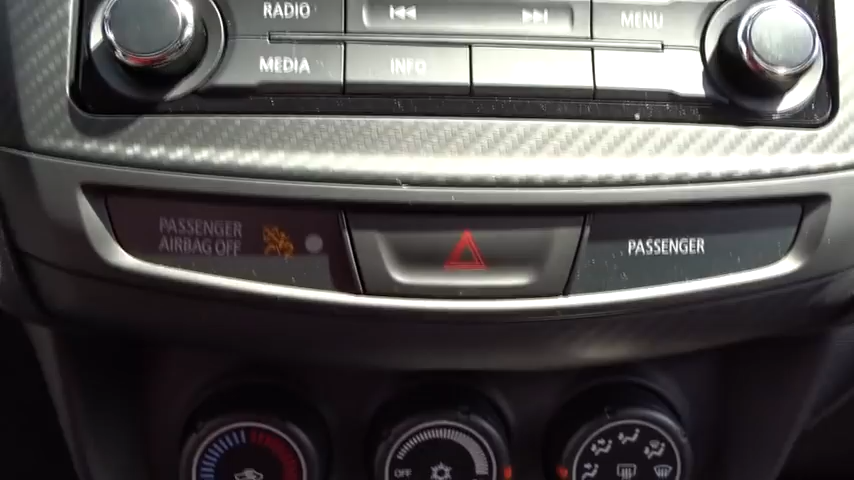 RADIO
MENU
MEDIA
INFO
PASSENGER
AIRBAG OFF
PASSENGER
OFF